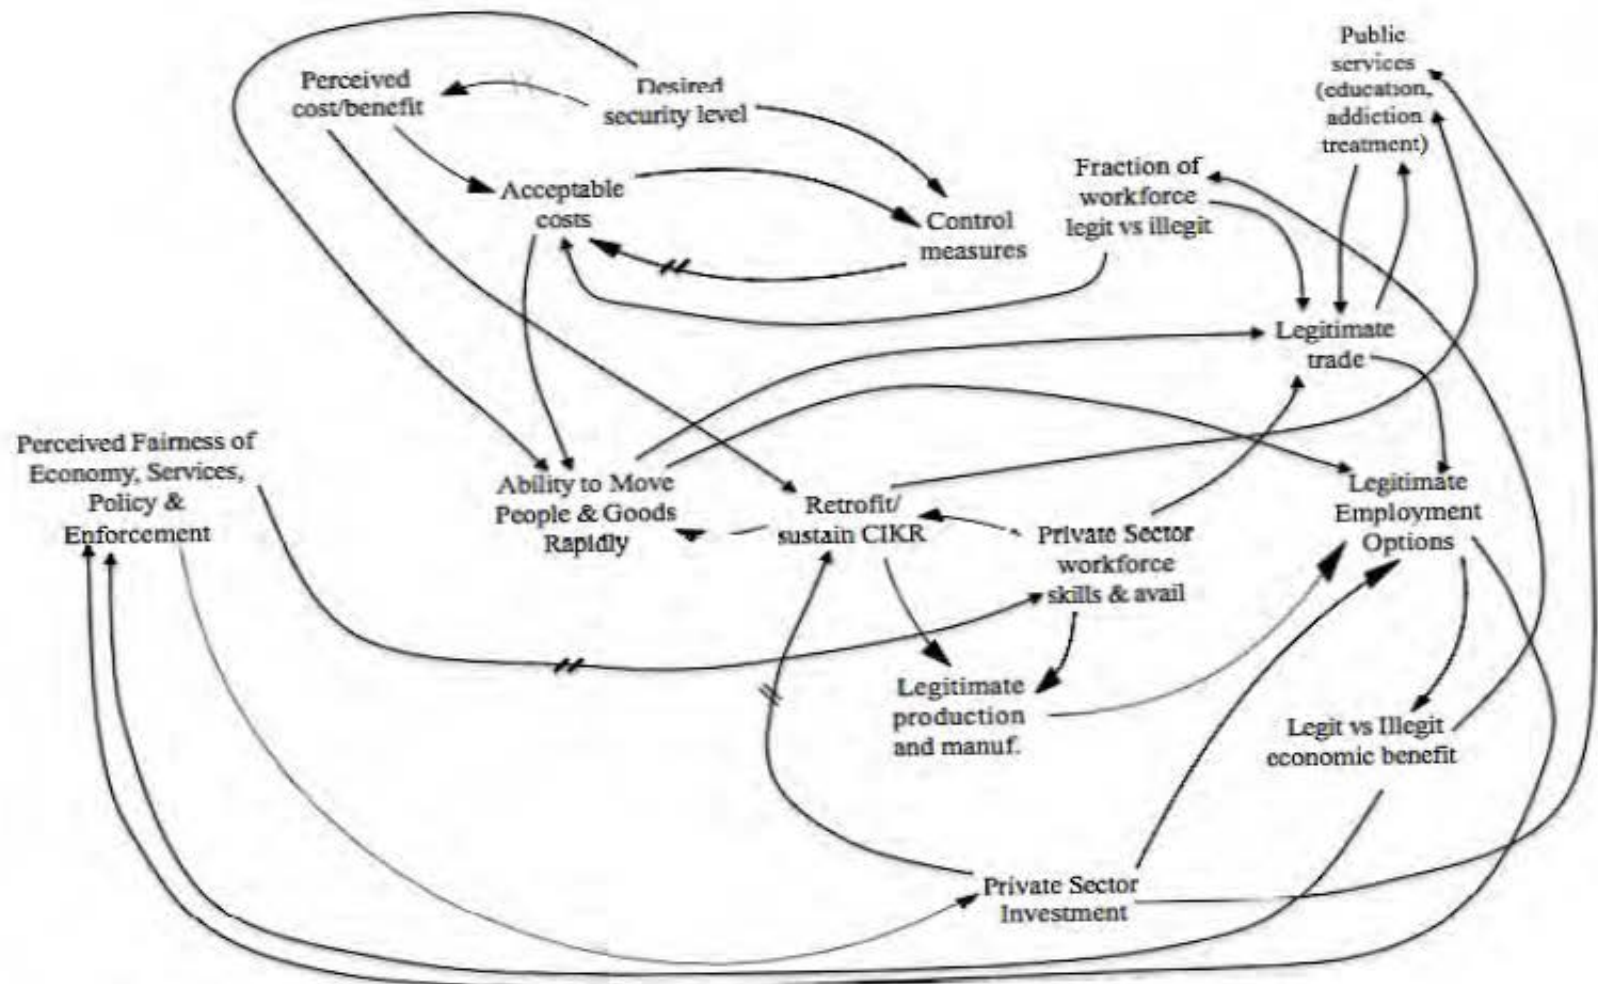 Public
services
(education,
addiction
treatment)
Perceived
cost/benefit
Desired
security level
Fraction of
workforce
legit vs illegit
Acceptable
costs
Control
measures
Legitimate
trade
Perceived Fairness of
Economy, Services,
Policy &
Enforcement
Ability to Move
People & Goods
Rapidly
Retrofit/
sustain CIKR
Private Sector
workforce
skills & avail
Legitimate
Employment
Options
Legitimate
production
and manuf.
Legit vs Illegit
economic benefit
Private Sector
Investment